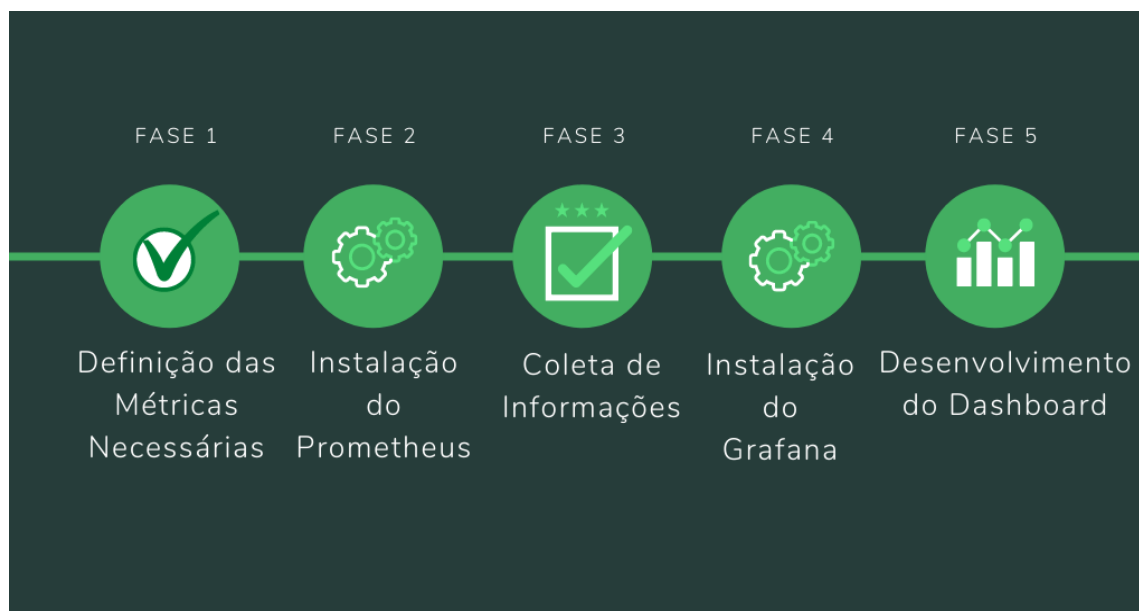 FASE 1
FASE 2
FASE 3
FASE 4
FASE 5
Definição das
Métricas
Necessárias
Instalação
do
Prometheus
Coleta de
Informações
Instalação
do
Grafana
Desenvolvimento
do Dashboard